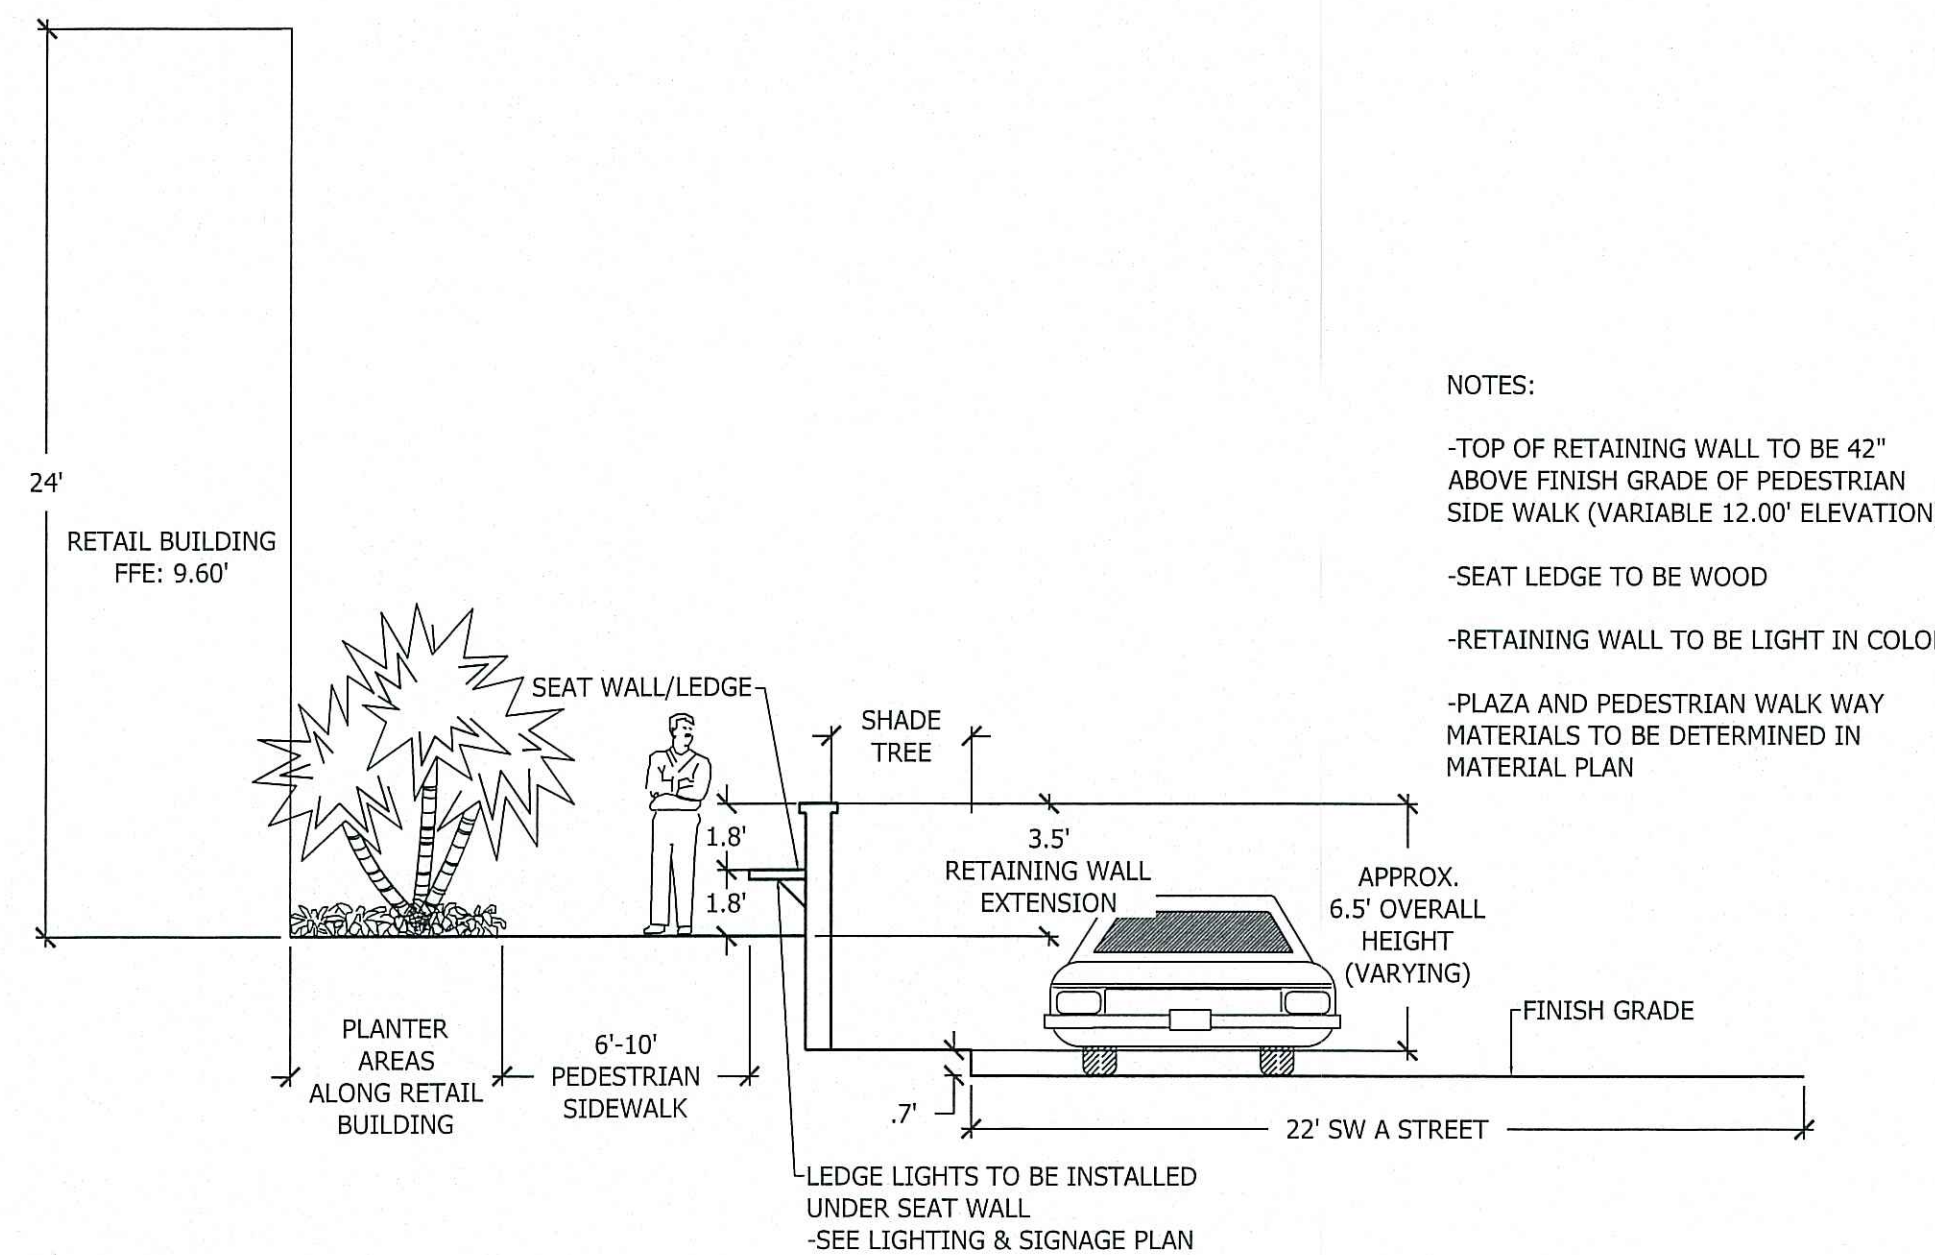 24'
RETAIL BUILDING
FFE: 9.60'
SEAT WALL/LEDGE
SHADE
TREE
1.8'
1.8'
3.5'
RETAINING WALL
EXTENSION
APPROX.
6.5' OVERALL
HEIGHT
(VARYING)
FINISH GRADE
PLANTER
AREAS
ALONG RETAIL
BUILDING
6'-10'
PEDESTRIAN
SIDEWALK
.7'
22' SW A STREET
LEDGE LIGHTS TO BE INSTALLED
UNDER SEAT WALL
-SEE LIGHTING & SIGNAGE PLAN
NOTES:
-TOP OF RETAINING WALL TO BE 42"
ABOVE FINISH GRADE OF PEDESTRIAN
SIDE WALK (VARIABLE 12.00' ELEVATION
-SEAT LEDGE TO BE WOOD
-RETAINING WALL TO BE LIGHT IN COLO
-PLAZA AND PEDESTRIAN WALK WAY
MATERIALS TO BE DETERMINED IN
MATERIAL PLAN